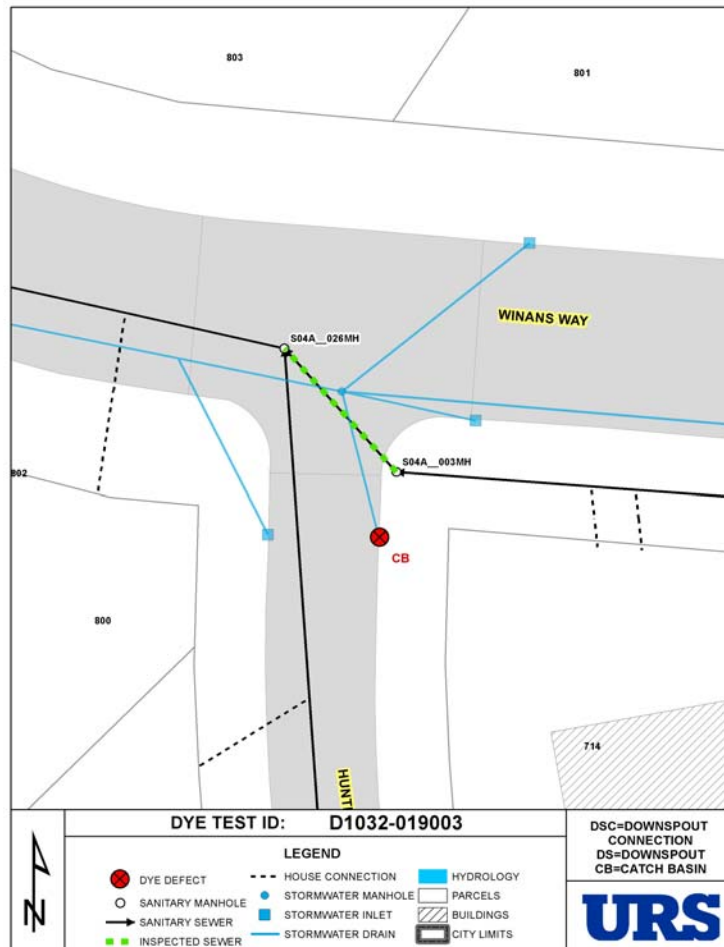 803
801
WINANS WAY
S04A__026MH
S04A__003MH
802
CB
800
714
HUNT
DYE TEST ID: D1032-019003
LEGEND
DYE DEFECT
SANITARY MANHOLE
SANITARY SEWER
INSPECTED SEWER
HOUSE CONNECTION
STORMWATER MANHOLE
STORMWATER INLET
STORMWATER DRAIN
HYDROLOGY
PARCELS
BUILDINGS
CITY LIMITS
N
DSC=DOWNSPOUT
CONNECTION
DS=DOWNSPOUT
CB=CATCH BASIN
URS